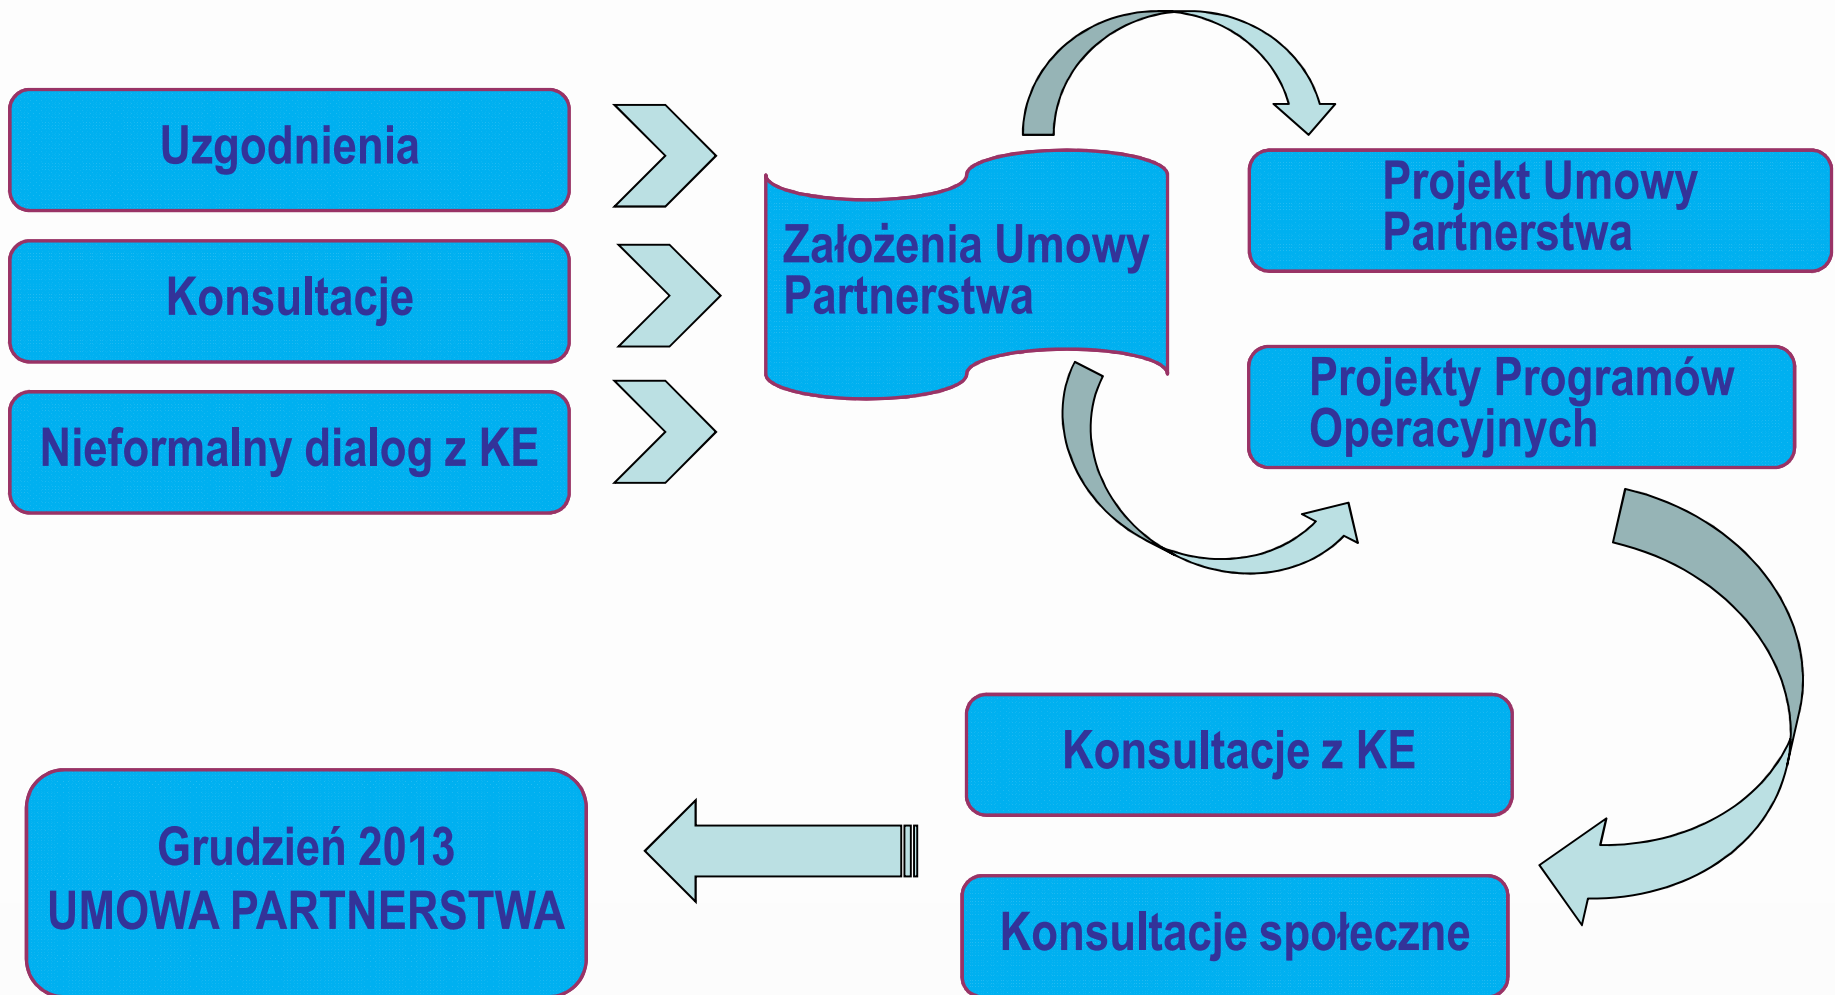 Uzgodnienia
Konsultacje
Nieformalny dialog z KE
Założenia Umowy
Partnerstwa
Projekt Umowy
Partnerstwa
Projekty Programów
Operacyjnych
Konsultacje z KE
Konsultacje społeczne
Grudzień 2013
UMOWA PARTNERSTWA